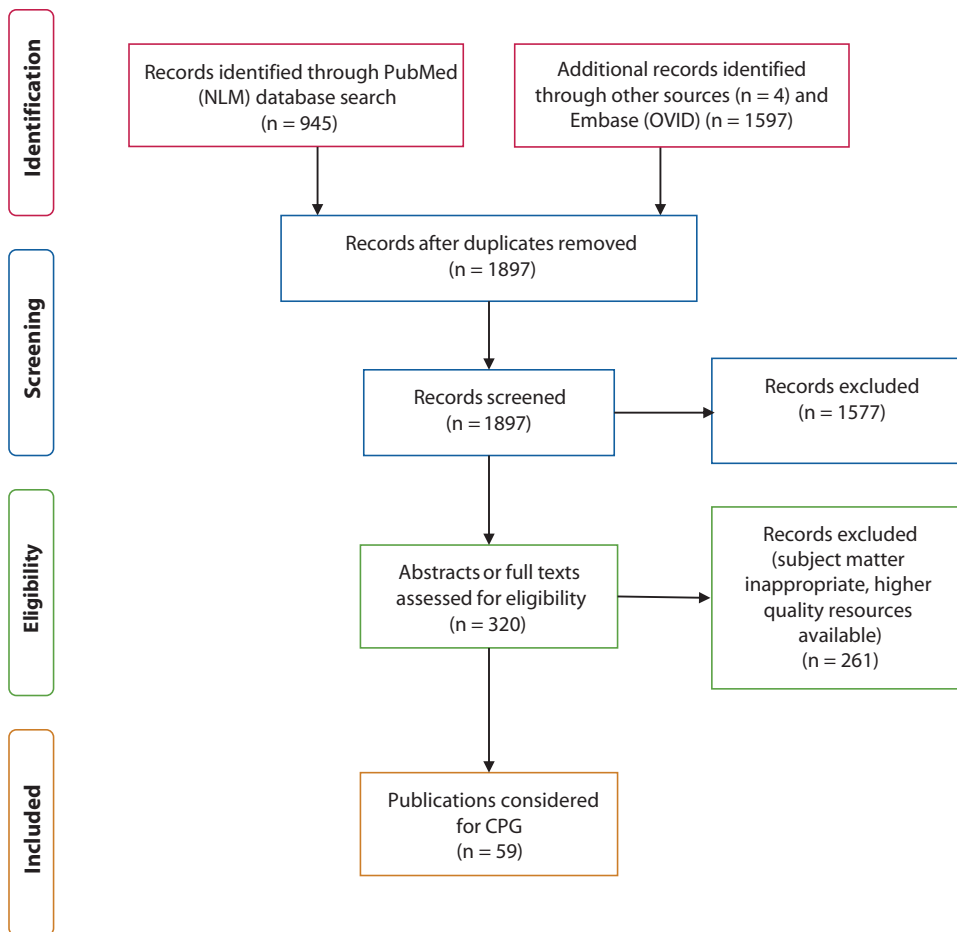 Identification
Records identified through PubMed
(NLM) database search
(n = 945)
Additional records identified
through other sources (n = 4) and
Embase (OVID) (n = 1597)
Screening
Records after duplicates removed
(n = 1897)
Records screened
(n = 1897)
Records excluded
(n = 1577)
Eligibility
Abstracts or full texts
assessed for eligibility
(n = 320)
Records excluded
(subject matter
inappropriate, higher
quality resources
available)
(n = 261)
Included
Publications considered
for CPG
(n = 59)